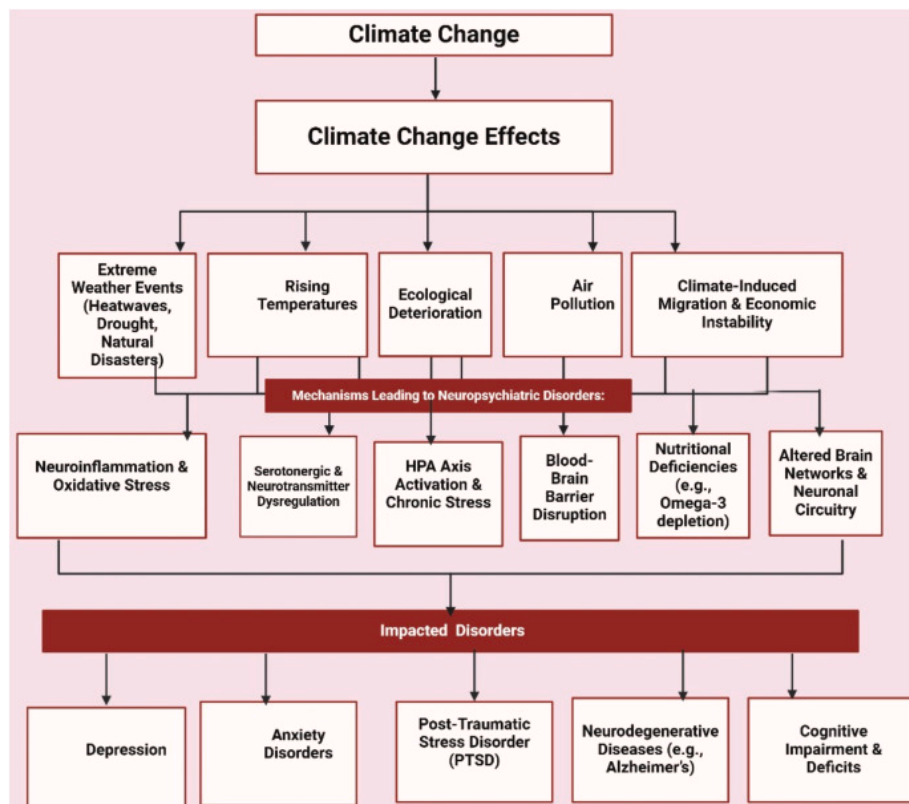 Climate Change
Climate Change Effects
Extreme
Weather Events
(Heatwaves,
Drought,
Natural
Disasters)
Rising
Temperatures
Ecological
Deterioration
Air
Pollution
Climate-Induced
Migration & Economic
Instability
Mechanisms Leading to Neuropsychiatric Disorders:
Neuroinflammation &
Oxidative Stress
Serotonergic &
Neurotransmitter
Dysregulation
HPA Axis
Activation &
Chronic Stress
Blood-
Brain
Barrier
Disruption
Nutritional
Deficiencies
(e.g.,
Omega-3
depletion)
Altered Brain
Networks &
Neuronal
Circuitry
Impacted Disorders
Depression
Anxiety
Disorders
Post-Traumatic
Stress Disorder
(PTSD)
Neurodegenerative
Diseases (e.g.,
Alzheimer's)
Cognitive
Impairment &
Deficits